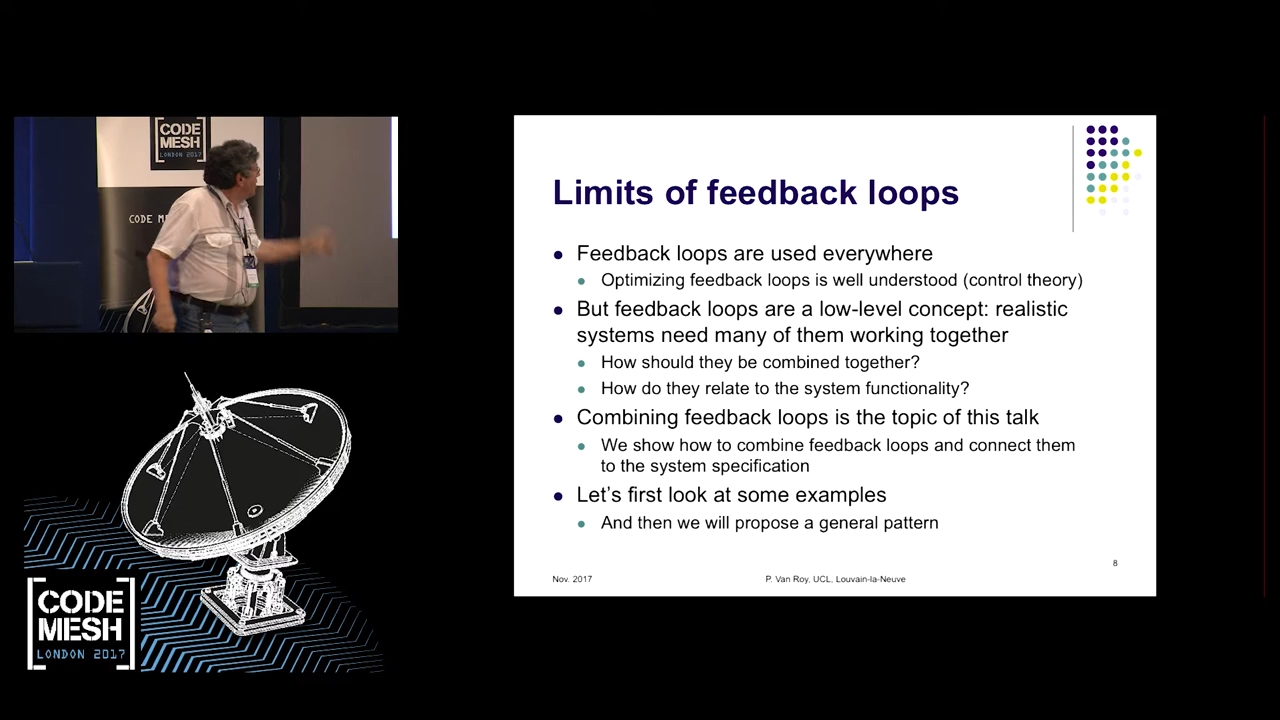 CODE
MESH
LONDON 2017
CODE ME
Limits of feedback loops
Feedback loops are used everywhere
Optimizing feedback loops is well understood (control theory)
But feedback loops are a low-level concept: realistic
systems need many of them working together
How should they be combined together?
How do they relate to the system functionality?
Combining feedback loops is the topic of this talk
We show how to combine feedback loops and connect them
to the system specification
Let's first look at some examples
And then we will propose a general pattern
8
Nov. 2017
P. Van Roy, UCL, Louvain-la-Neuve
CODE
MESH
LONDON 2017